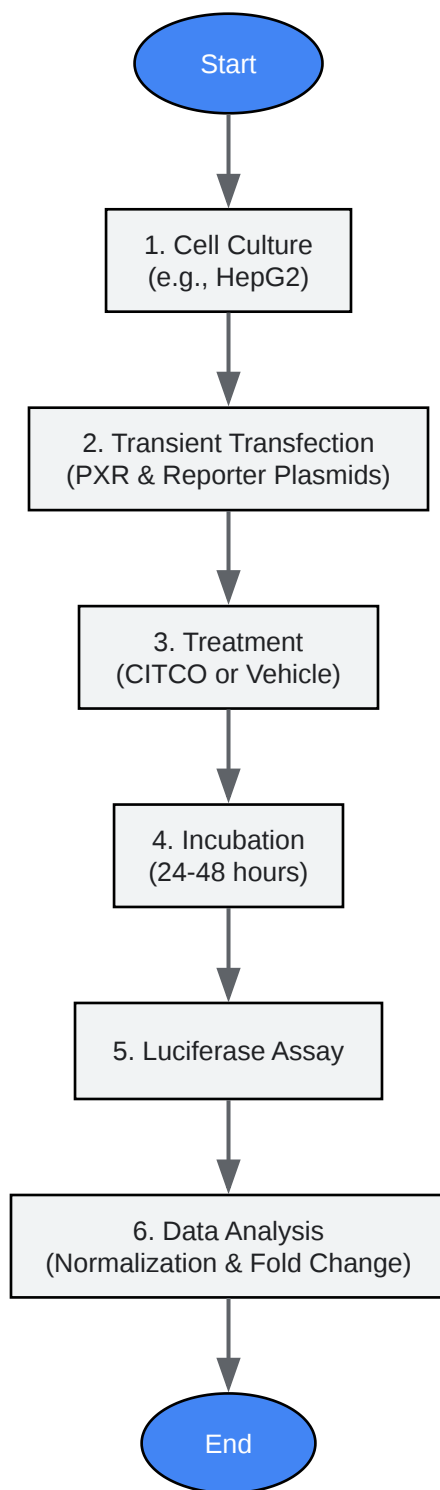 Start
1. Cell Culture
(e.g., HepG2)
2. Transient Transfection
(PXR & Reporter Plasmids)
3. Treatment
(CITCO or Vehicle)
4. Incubation
(24-48 hours)
5. Luciferase Assay
6. Data Analysis
(Normalization & Fold Change)
End